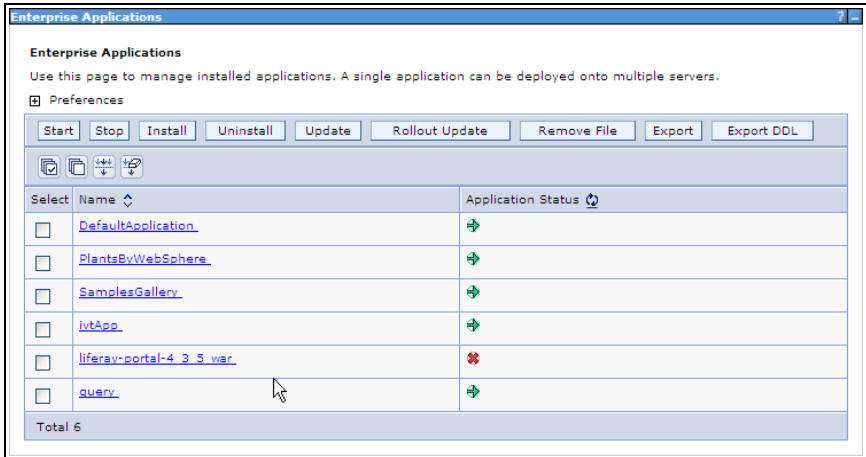 Enterprise Applications ? -
Enterprise Applications
Use this page to manage installed applications. A single application can be deployed onto multiple servers.
+ Preferences
Start Stop Install Uninstall Update Rollout Update Remove File Export Export DDL
Select Name Application Status
DefaultApplication
PlantsByWebSphere
SamplesGallery
ivtApp
liferay-portal-4_3_5_war
query
Total 6